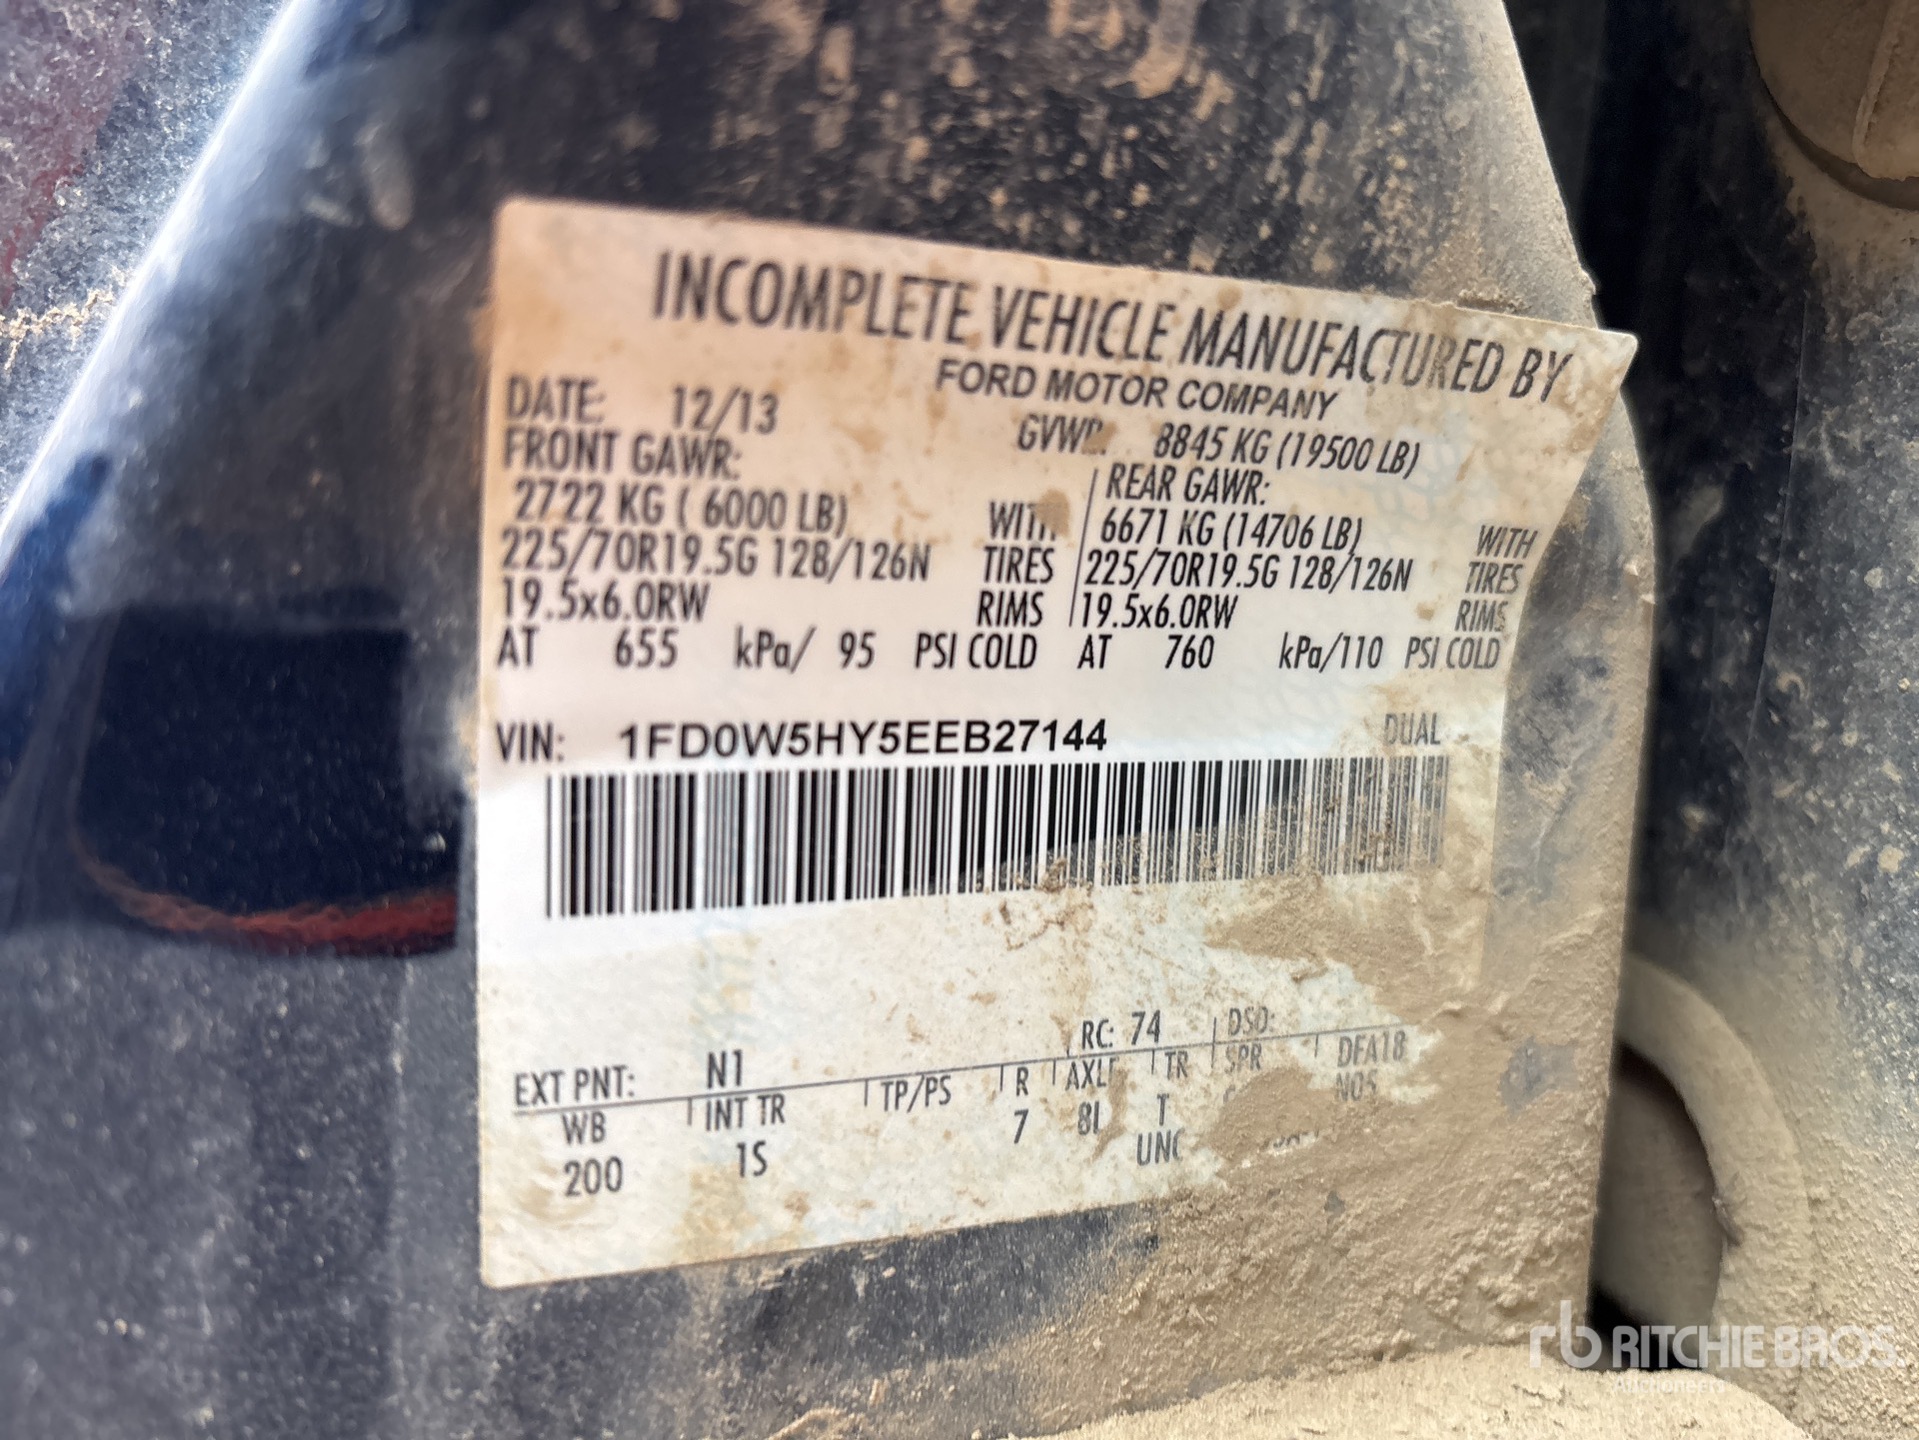 INCOMPLETE VEHICLE MANUFACTURED BY
FORD MOTOR COMPANY
DATE: 12/13 GVWR: 8845 KG (19500 LB)
FRONT GAWR: REAR GAWR:
2722 KG ( 6000 LB) WITH 6671 KG (14706 LB) WITH
225/70R19.5G 128/126N TIRES 225/70R19.5G 128/126N TIRES
19.5x6.0RW RIMS 19.5x6.0RW RIMS
AT 655 kPa/ 95 PSI COLD AT 760 kPa/110 PSI COLD
VIN: 1FD0W5HY5EEB27144 DUAL
EXT PNT: N1 RC: 74 DSO:
WB INT TR TP/PS R AXLE TR SPR DFA18
200 1S 7 8L T N05
UNC
rb RITCHIE BROS.
Auctioneers